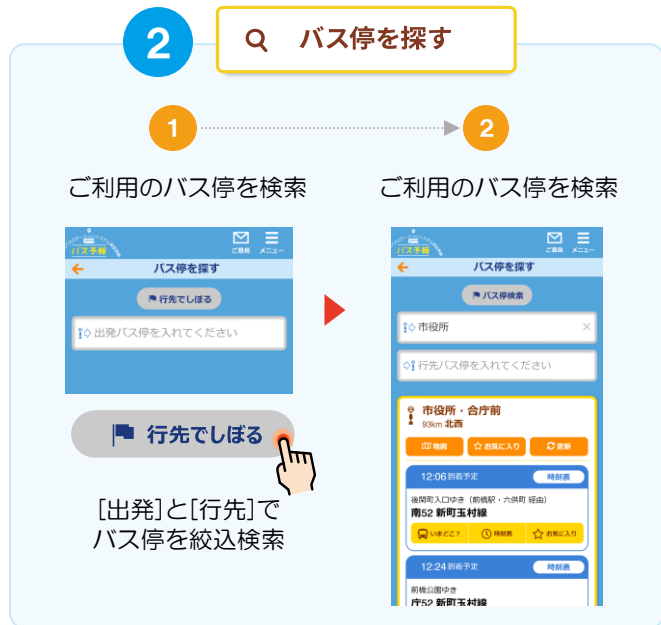 2
バス停を探す
1
2
ご利用のバス停を検索
ご利用のバス停を検索
バス予報
ご意見
メニュー
バス停を探す
行先でしぼる
出発バス停を入れてください
行先でしぼる
[出発]と[行先]で
バス停を絞込検索
バス予報
ご意見
メニュー
バス停を探す
バス停検索
市役所
行先バス停を入れてください
市役所・合庁前
93km 北西
地図
お気に入り
更新
12:06到着予定
時刻表
後閑町入口ゆき（前橋駅・六供町 経由）
南52 新町玉村線
いまどこ？
時刻表
お気に入り
12:24到着予定
時刻表
前橋公園ゆき
庁52 新町玉村線